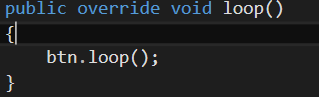 public override void loop()
{
    btn.loop();
}